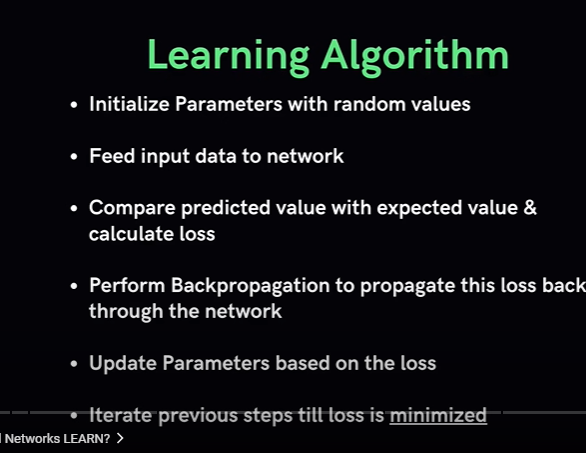 Learning Algorithm
• Initialize Parameters with random values
• Feed input data to network
• Compare predicted value with expected value &
calculate loss
• Perform Backpropagation to propagate this loss back
through the network
• Update Parameters based on the loss
• Iterate previous steps till loss is minimized
Networks LEARN? >